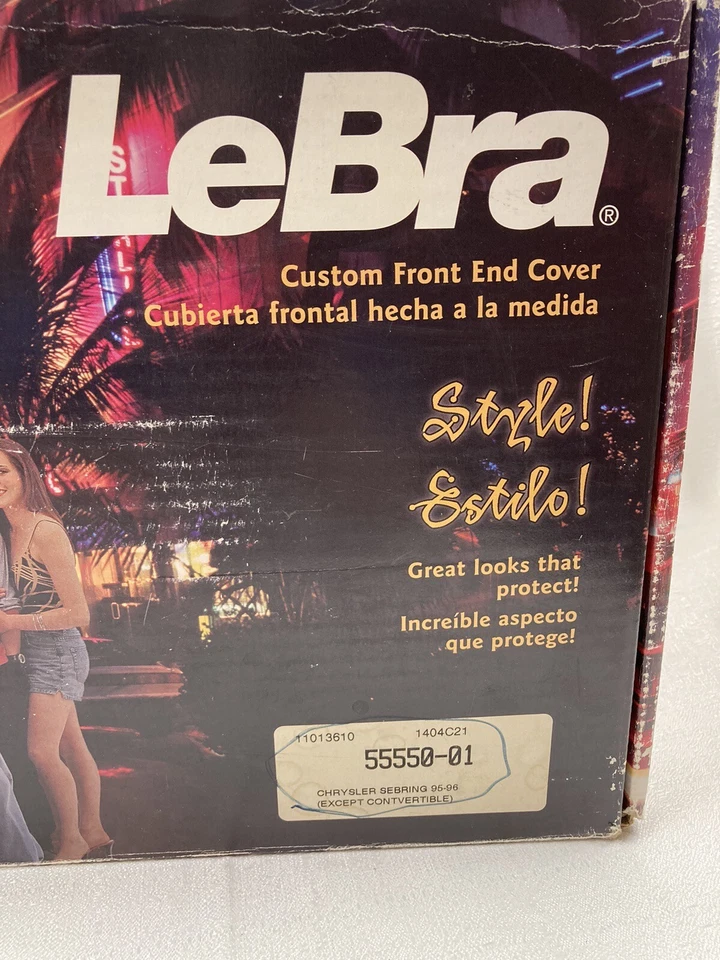 LeBra®
Custom Front End Cover
Cubierta frontal hecha a la medida
Style!
Estilo!
Great looks that
protect!
Increíble aspecto
que protege!
11013610 1404C21
55550-01
CHRYSLER SEBRING 95-96
(EXCEPT CONTVERTIBLE)